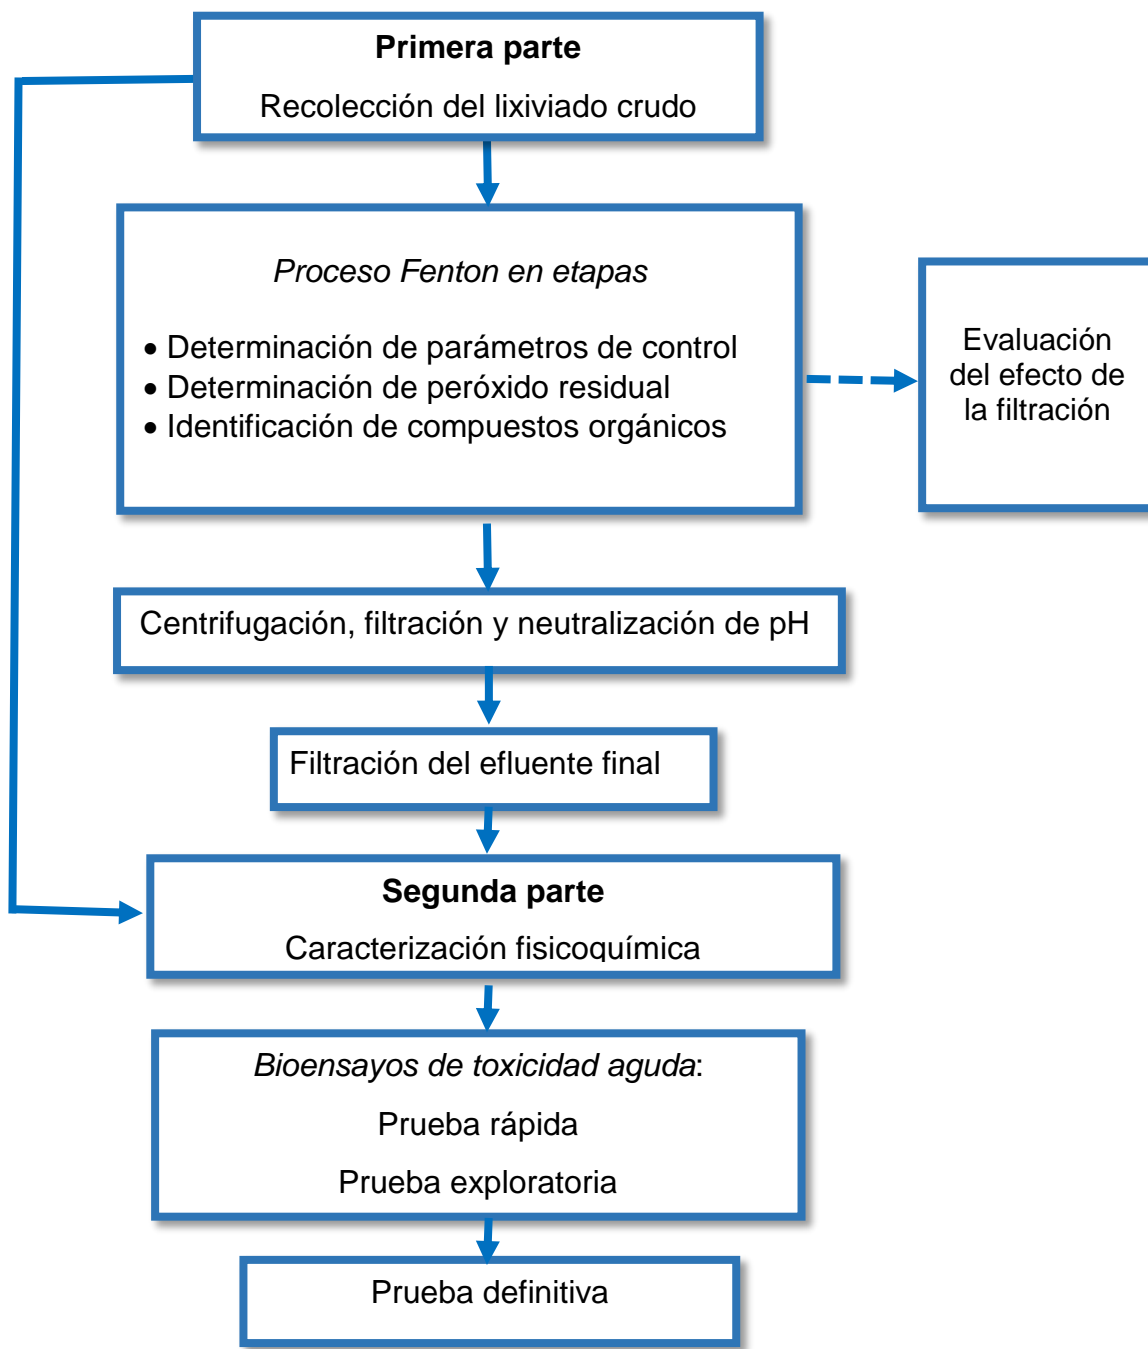 Primera parte
Recolección del lixiviado crudo
Proceso Fenton en etapas
• Determinación de parámetros de control
• Determinación de peróxido residual
• Identificación de compuestos orgánicos
Evaluación
del efecto de
la filtración
Centrifugación, filtración y neutralización de pH
Filtración del efluente final
Segunda parte
Caracterización fisicoquímica
Bioensayos de toxicidad aguda:
Prueba rápida
Prueba exploratoria
Prueba definitiva